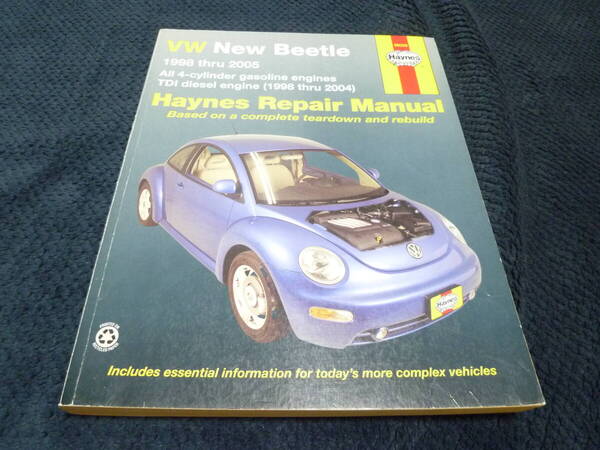 VW New Beetle
1998 thru 2005
All 4-cylinder gasoline engines
TDI diesel engine (1998 thru 2004)
Haynes Repair Manual
Based on a complete teardown and rebuild
Haynes
Haynes
Includes essential information for today's more complex vehicles